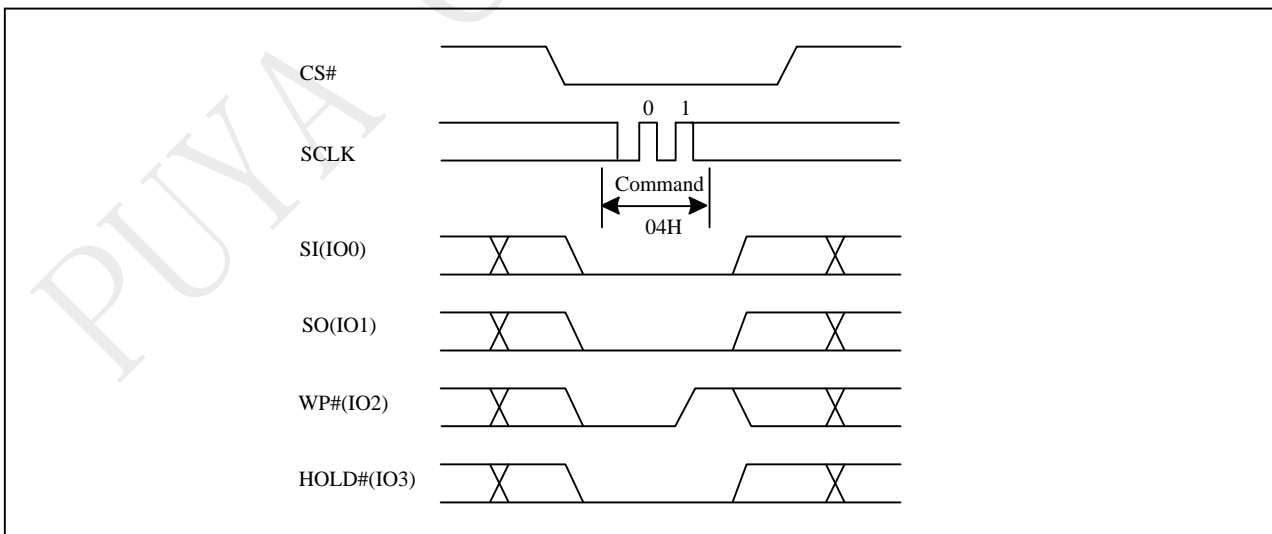 PUYA
CS#
0 1
SCLK
Command
04H
SI(IO0)
SO(IO1)
WP#(IO2)
HOLD#(IO3)